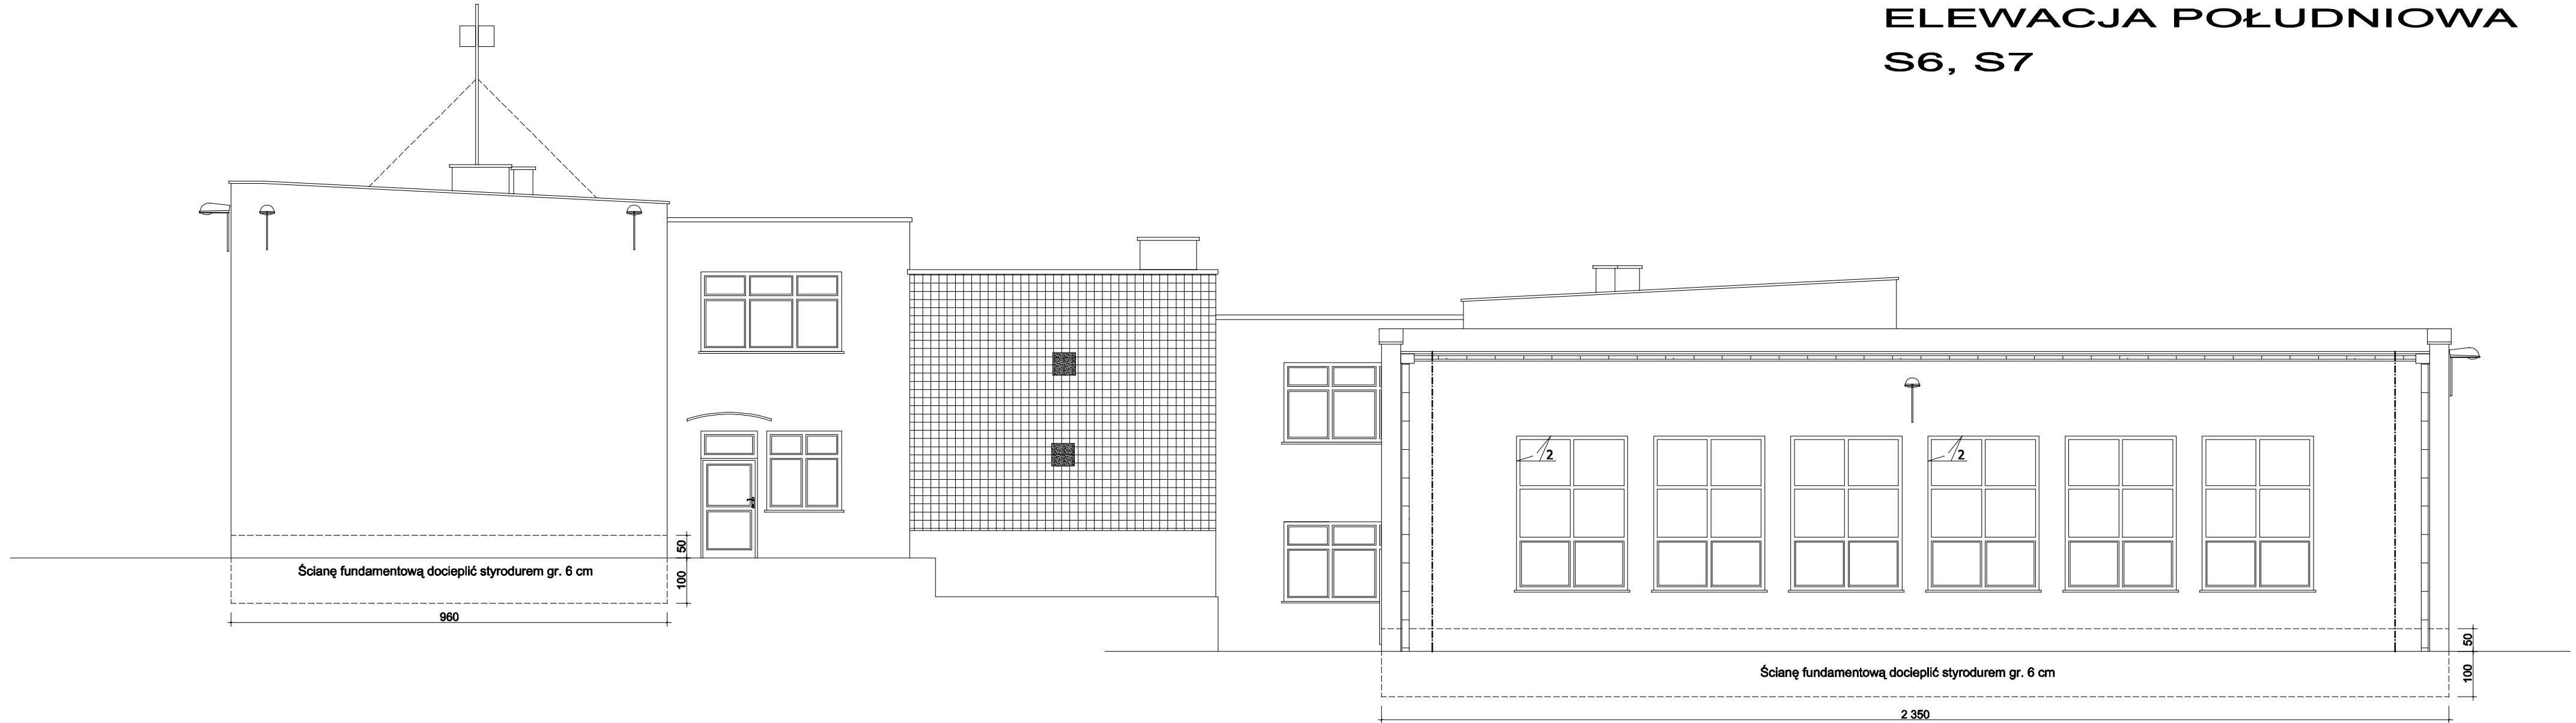 ELEWACJA POŁUDNIOWA
S6, S7
2
2
50
Ścianę fundamentową docieplić styrodurem gr. 6 cm
100
960
50
Ścianę fundamentową docieplić styrodurem gr. 6 cm
100
2 350